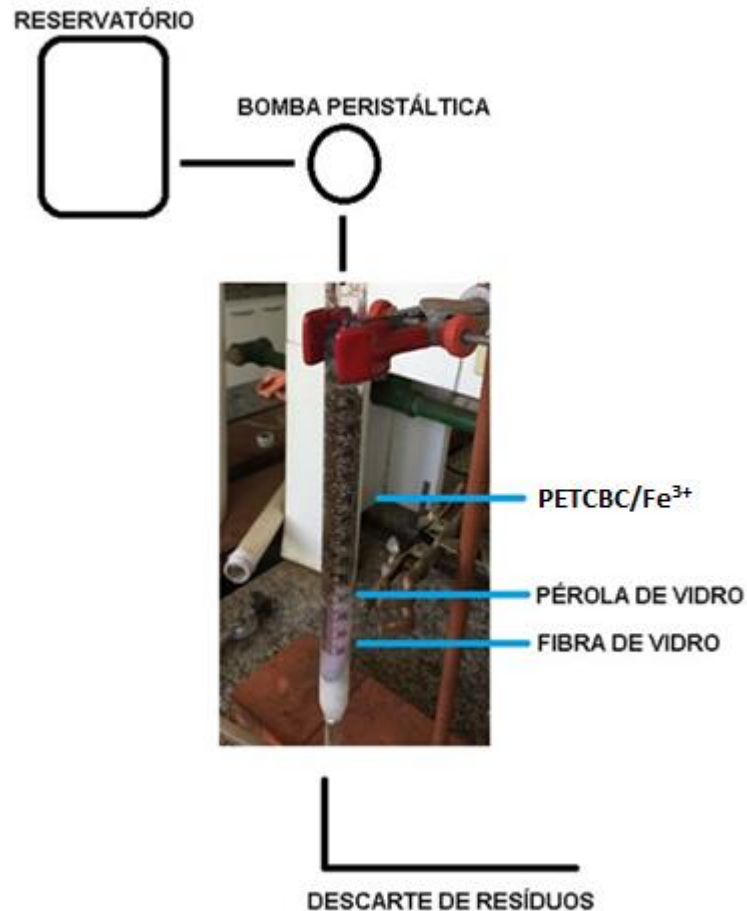 RESERVATÓRIO
BOMBA PERISTÁLTICA
PETCBC/Fe³⁺
PÉROLA DE VIDRO
FIBRA DE VIDRO
DESCARTE DE RESÍDUOS